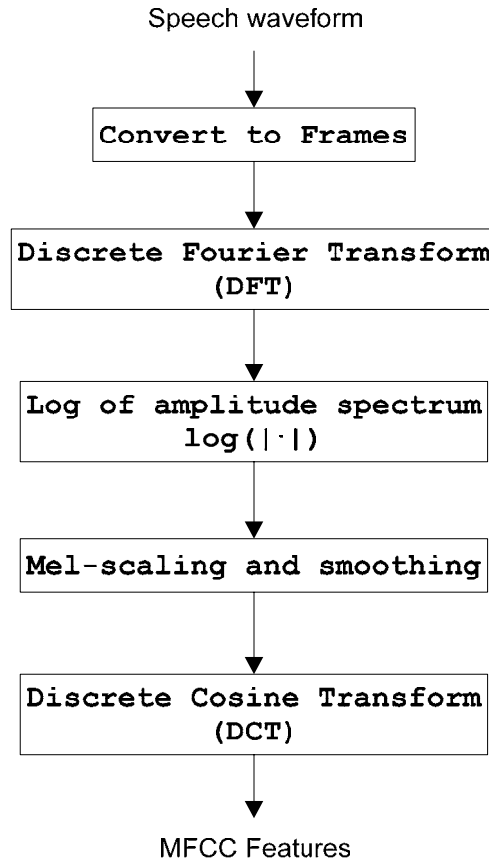 Speech waveform
Convert to Frames
Discrete Fourier Transform
(DFT)
Log of amplitude spectrum
log(|·|)
Mel-scaling and smoothing
Discrete Cosine Transform
(DCT)
MFCC Features